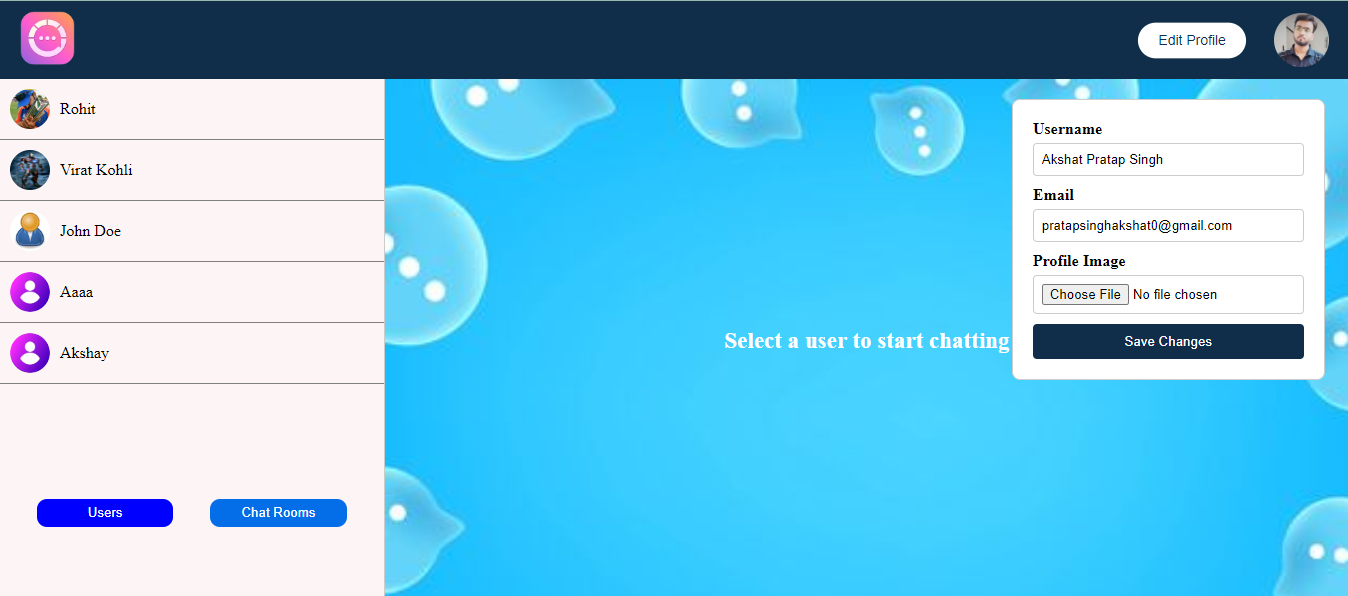 Edit Profile
Rohit
Virat Kohli
John Doe
Aaaa
Akshay
Users
Chat Rooms
Select a user to start chatting
Username
Akshat Pratap Singh
Email
pratapsinghakshat0@gmail.com
Profile Image
Choose File No file chosen
Save Changes